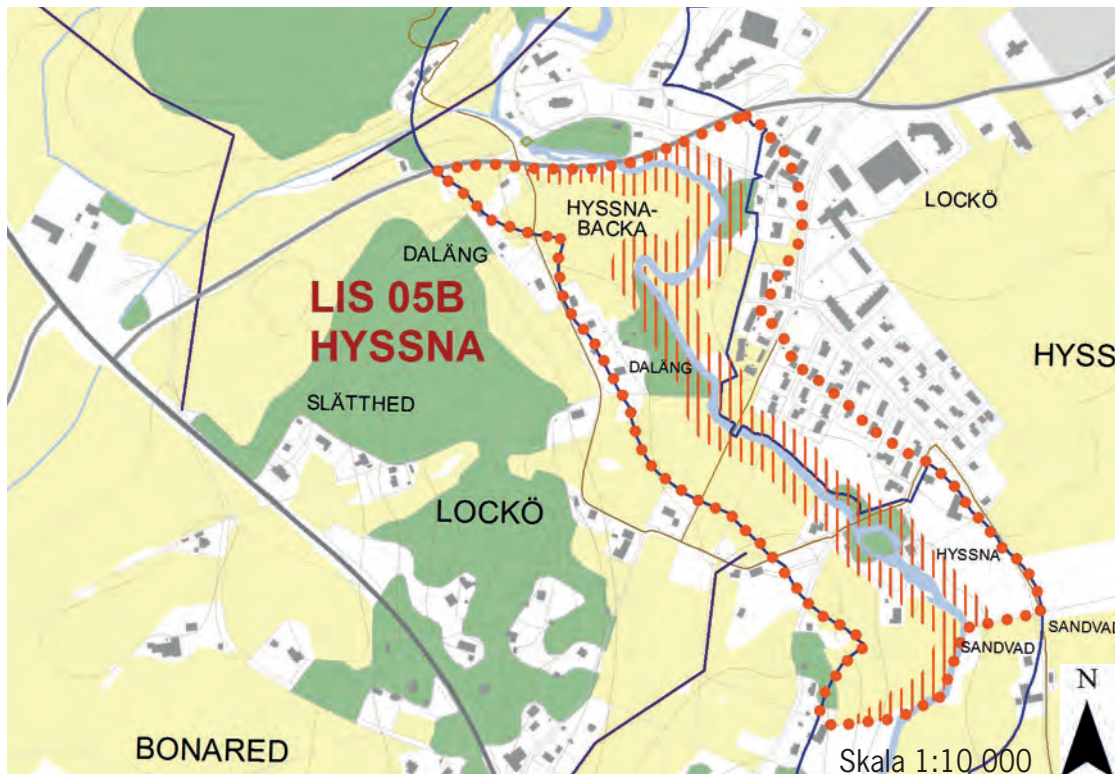 LOCKÖ
HYSSNA-
BACKA
DALÄNG
LIS 05B
HYSSNA
HYSS
DALÄNG
SLÄTTHED
LOCKÖ
HYSSNA
SANDVAD
SANDVAD
N
BONARED
Skala 1:10 000